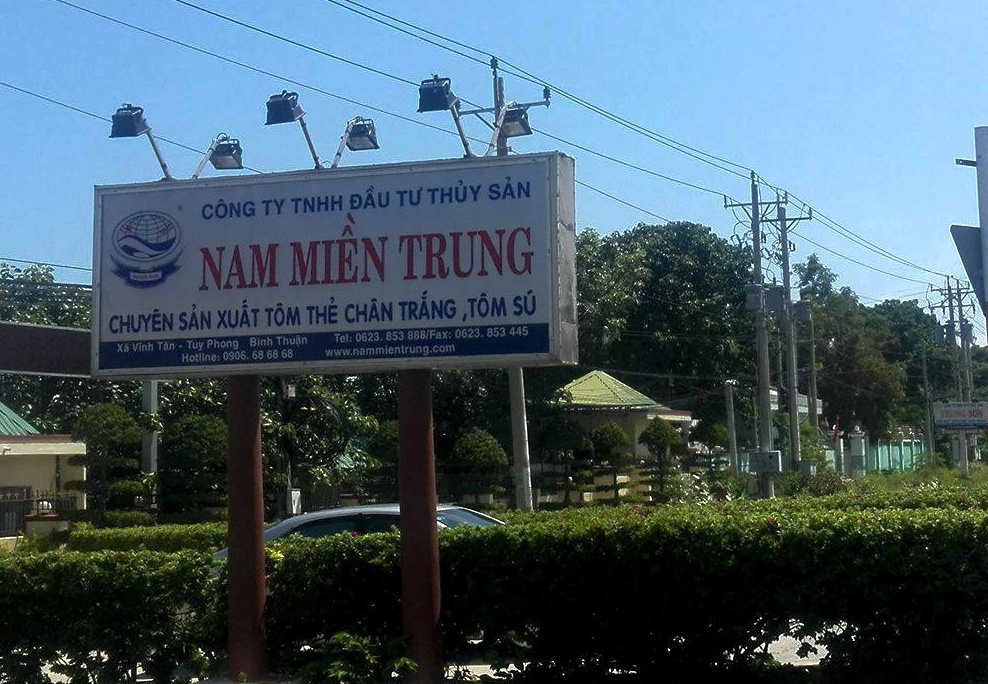 CÔNG TY TNHH ĐẦU TƯ THỦY SẢN
NAM MIỀN TRUNG
CHUYÊN SẢN XUẤT TÔM THẺ CHÂN TRẮNG ,TÔM SÚ
Xã Vĩnh Tân - Tuy Phong Bình Thuận Tel: 0623. 853 888/Fax: 0623. 853 445
Hotline: 0906. 68 68 68 www.nammientrung.com